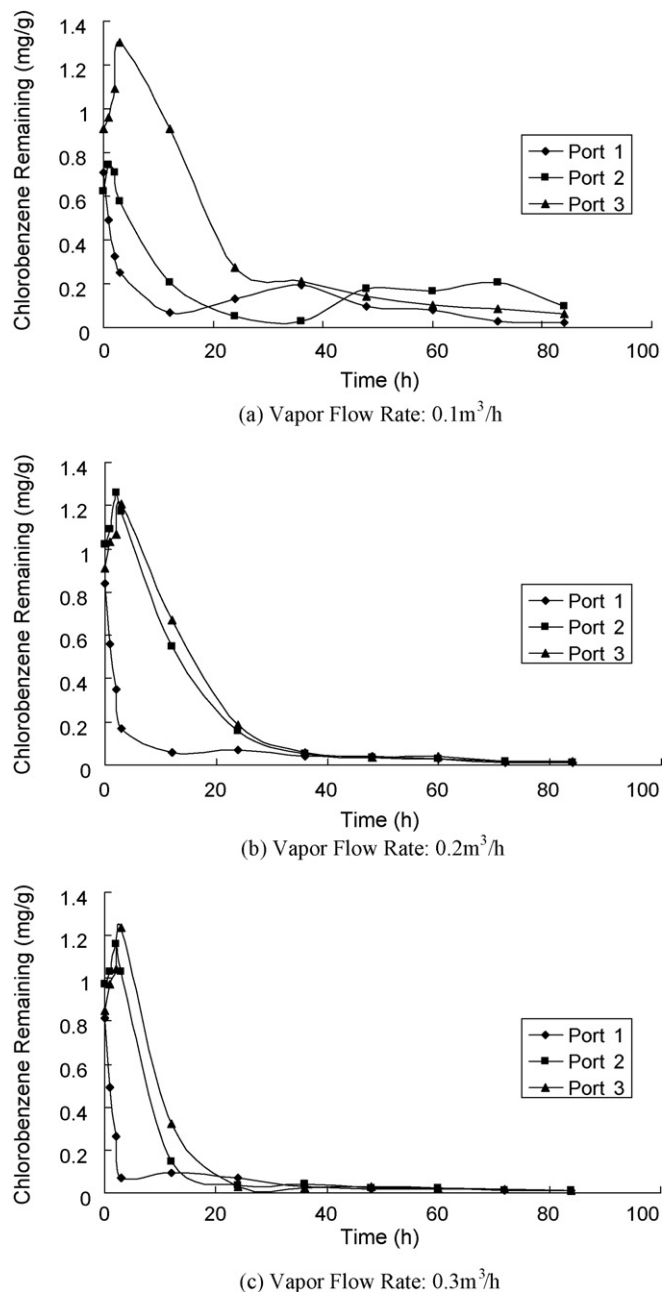 Chlorobenzene Remaining (mg/g)
1.4
1.2
1
0.8
0.6
0.4
0.2
0
Port 1
Port 2
Port 3
0 20 40 60 80 100
Time (h)
(a) Vapor Flow Rate: 0.1m³/h
Chlorobenzene Remaining (mg/g)
1.4
1.2
1
0.8
0.6
0.4
0.2
0
Port 1
Port 2
Port 3
0 20 40 60 80 100
Time (h)
(b) Vapor Flow Rate: 0.2m³/h
Chlorobenzene Remaining (mg/g)
1.4
1.2
1
0.8
0.6
0.4
0.2
0
Port 1
Port 2
Port 3
0 20 40 60 80 100
Time (h)
(c) Vapor Flow Rate: 0.3m³/h